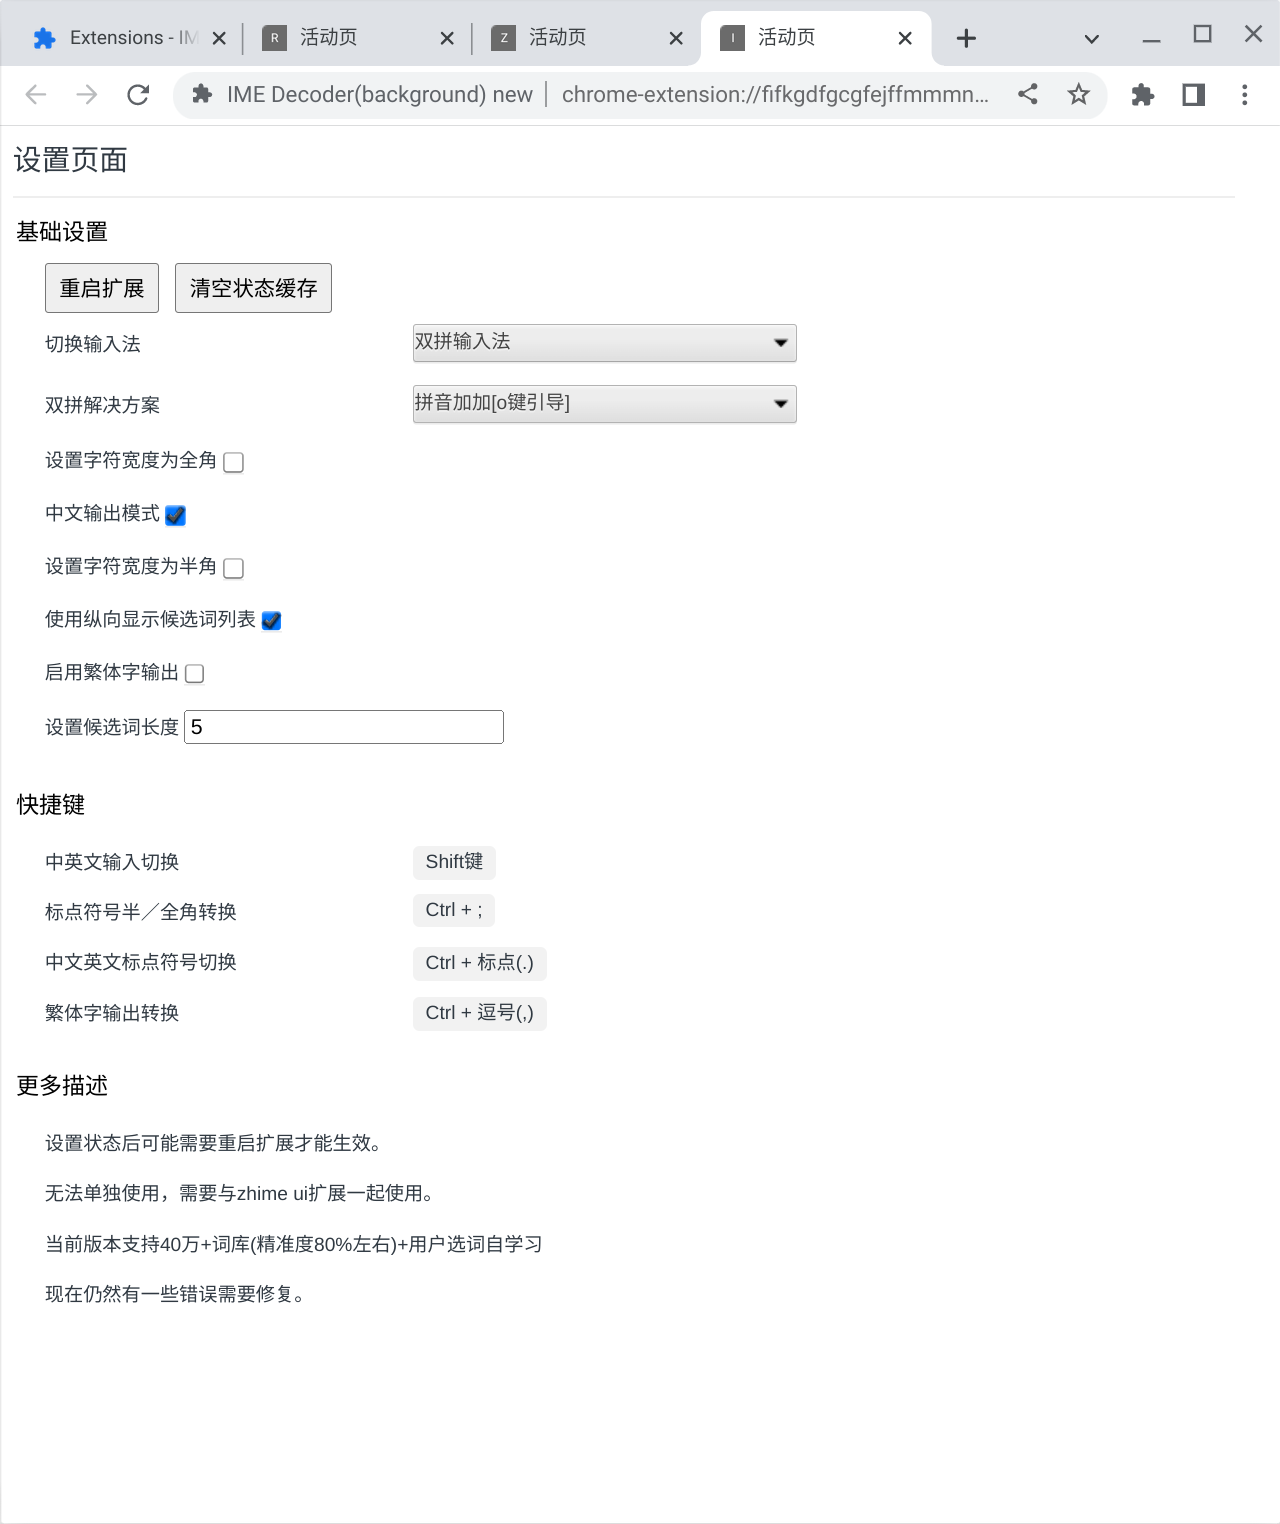 Extensions - IM
R 活动页
Z 活动页
I 活动页
IME Decoder(background) new | chrome-extension://fifkgdfgcgfejffmmmn...
设置页面
基础设置
重启扩展 清空状态缓存
切换输入法 双拼输入法
双拼解决方案 拼音加加[o键引导]
设置字符宽度为全角
中文输出模式
设置字符宽度为半角
使用纵向显示候选词列表
启用繁体字输出
设置候选词长度 5
快捷键
中英文输入切换 Shift键
标点符号半／全角转换 Ctrl + ;
中文英文标点符号切换 Ctrl + 标点(.)
繁体字输出转换 Ctrl + 逗号(,)
更多描述
设置状态后可能需要重启扩展才能生效。
无法单独使用，需要与zhime ui扩展一起使用。
当前版本支持40万+词库(精准度80%左右)+用户选词自学习
现在仍然有一些错误需要修复。